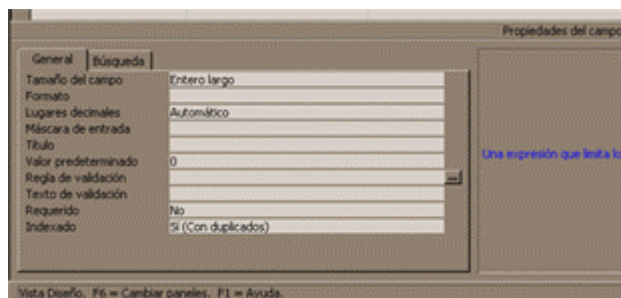 Propiedades del campo
General Búsqueda
Tamaño del campo Entero largo
Formato
Lugares decimales Automático
Máscara de entrada
Título
Valor predeterminado 0
Regla de validación
Texto de validación
Requerido No
Indexado Sí (Con duplicados)
Una expresión que limita lo
Vista Diseño. F6 = Cambiar paneles. F1 = Ayuda.